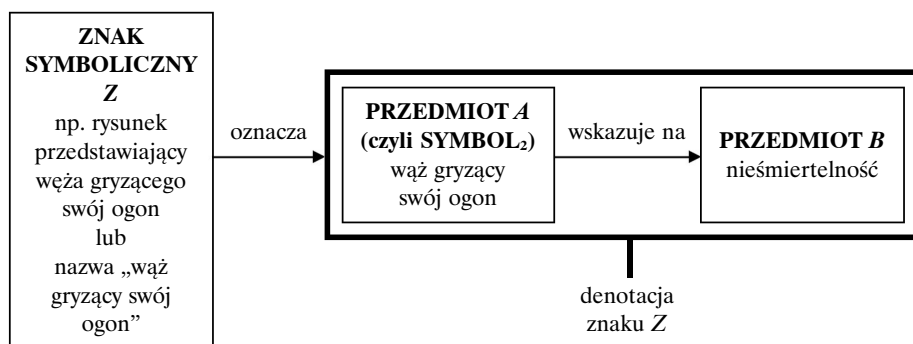 ZNAK
SYMBOLICZNY
Z
np. rysunek
przedstawiający
węża gryzącego
swój ogon
lub
nazwa „wąż
gryzący swój
ogon”
oznacza
PRZEDMIOT A
(czyli SYMBOL₂)
wąż gryzący
swój ogon
wskazuje na
PRZEDMIOT B
nieśmiertelność
denotacja
znaku Z